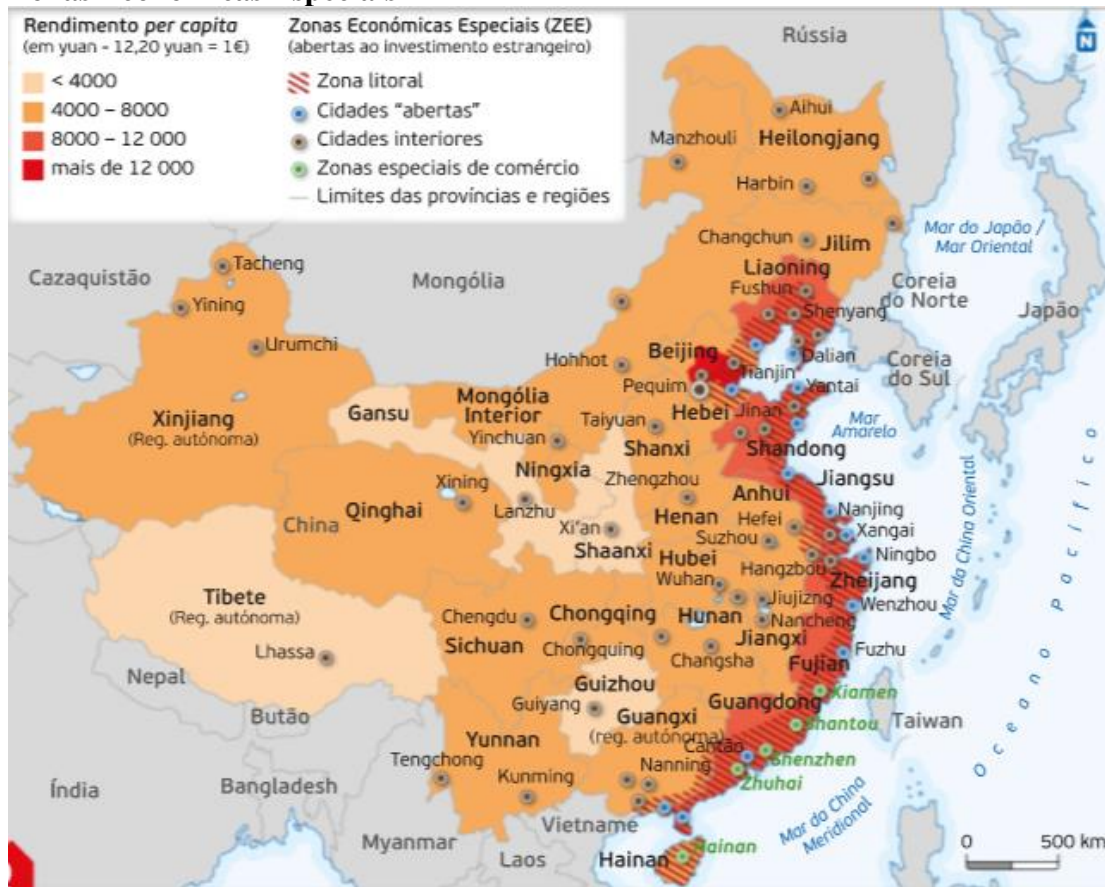 Rendimento per capita
(em yuan - 12,20 yuan = 1€)
< 4000
4000 – 8000
8000 – 12 000
mais de 12 000
Zonas Económicas Especiais (ZEE)
(abertas ao investimento estrangeiro)
Zona litoral
Cidades "abertas"
Cidades interiores
Zonas especiais de comércio
Limites das províncias e regiões
Rússia
N
Aihui
Manzhouli
Heilongjang
Harbin
Mar do Japão /
Mar Oriental
Changchun
Jilim
Cazaquistão
Tacheng
Mongólia
Liaoning
Fushun
Coreia
do Norte
Japão
Yining
Shenyang
Urumchi
Hohhot
Beijing
Dalian
Coreia
do Sul
Tianjin
Pequim
Yantai
Xinjiang
(Reg. autónoma)
Gansu
Mongólia
Interior
Taiyuan
Hebei
Jinan
Mar
Amarelo
Yinchuan
Shanxi
Shandong
Ningxia
Xining
Zhengzhou
Jiangsu
Qinghai
Lanzhu
Anhui
China
Xi'an
Henan
Hefei
Nanjing
Xangai
Shaanxi
Suzhou
Hubei
Hangzbou
Ningbo
Wuhan
Zheijang
Tibete
(Reg. autónoma)
Chengdu
Chongqing
Hunan
Jiujizng
Wenzhou
Mar da China Oriental
Sichuan
Chongquing
Nancheng
Jiangxi
Lhassa
Changsha
Fuzhu
Nepal
Guizhou
Fujian
Butão
Guiyang
Guangdong
Xiamen
Guangxi
(reg. autónoma)
Shantou
Taiwan
Oceano Pacífico
Yunnan
Cantão
Shenzhen
Tengchong
Nanning
Zhuhai
Índia
Bangladesh
Kunming
Mar da China
Meridional
Vietname
Myanmar
Laos
Hainan
Hainan
0 500 km